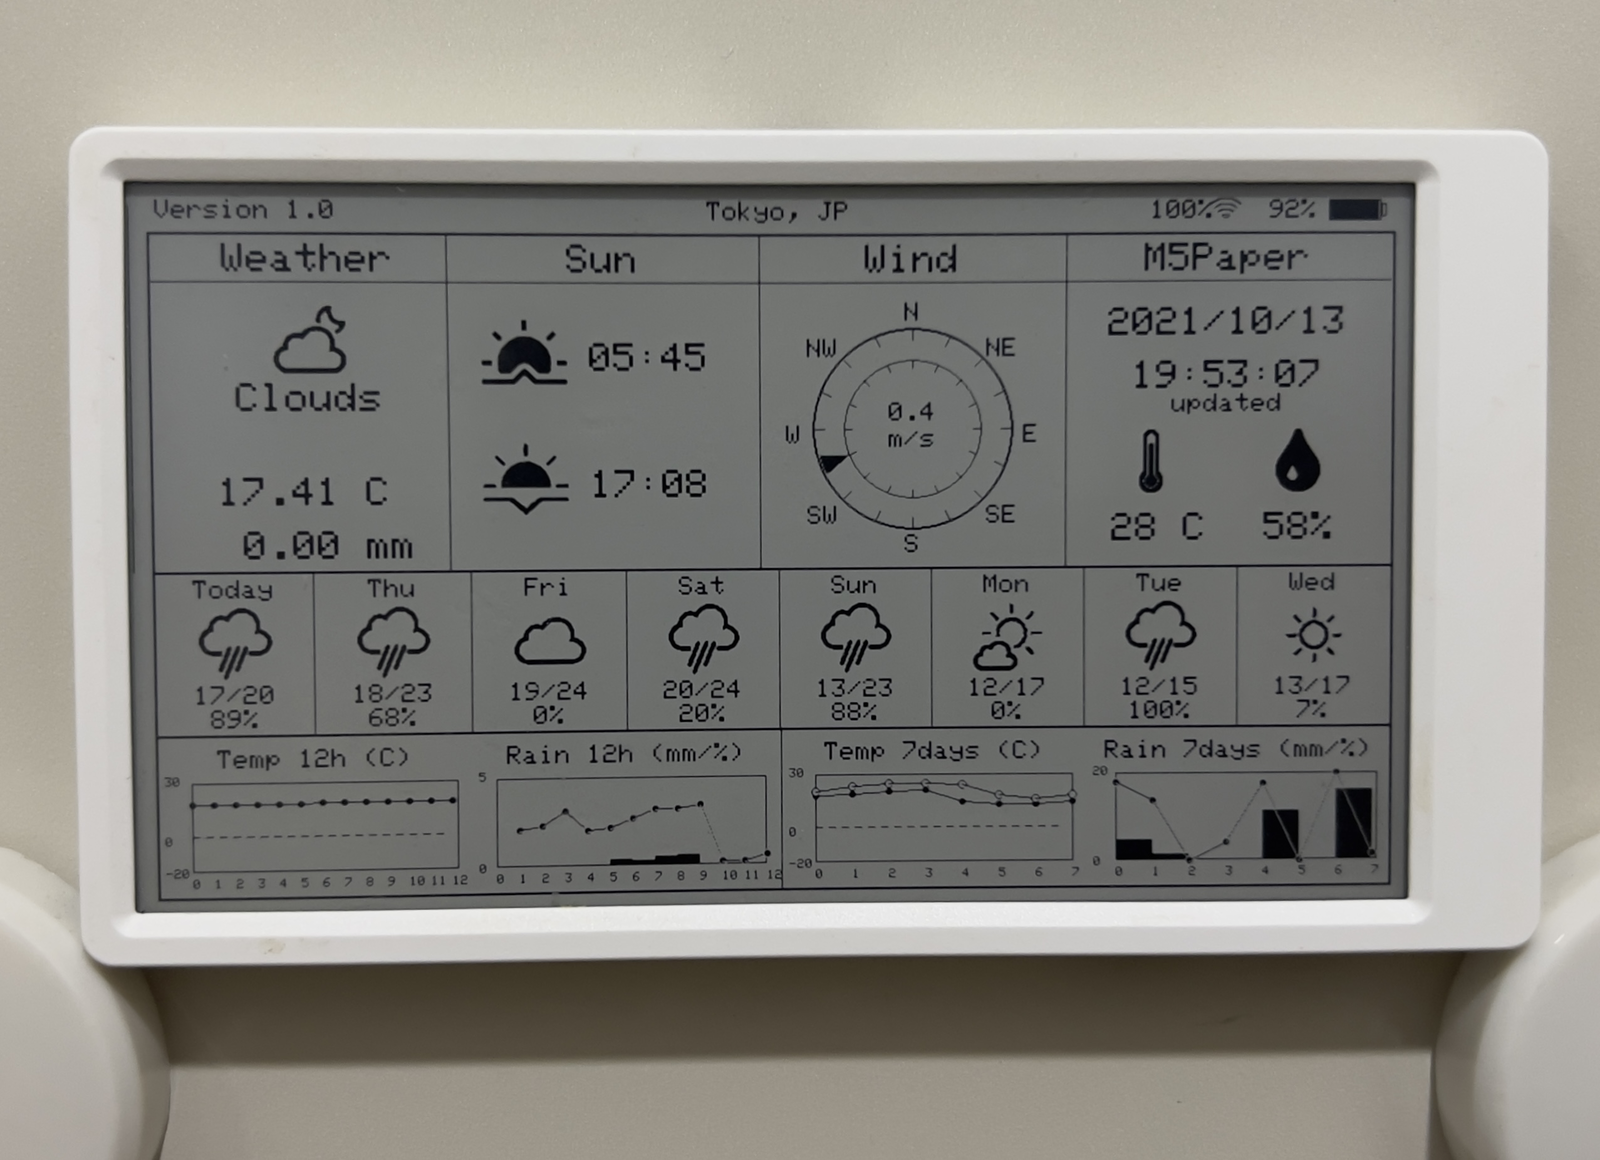 Version 1.0 Tokyo, JP 100% 92%
Weather Sun Wind M5Paper
Clouds
17.41 C
0.00 mm
05:45
17:08
N
NW NE
W E
SW SE
S
0.4
m/s
2021/10/13
19:53:07
updated
28 C 58%
Today Thu Fri Sat Sun Mon Tue Wed
17/20 18/23 19/24 20/24 13/23 12/17 12/15 13/17
89% 68% 0% 20% 88% 0% 100% 7%
Temp 12h (C)
30
0
-20
0 1 2 3 4 5 6 7 8 9 10 11 12
Rain 12h (mm/%)
5
0
0 1 2 3 4 5 6 7 8 9 10 11 12
Temp 7days (C)
30
0
-20
0 1 2 3 4 5 6 7
Rain 7days (mm/%)
20
0
0 1 2 3 4 5 6 7